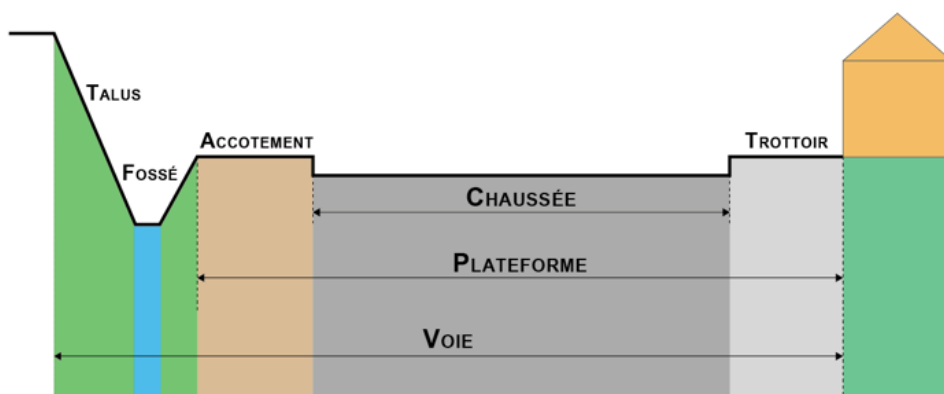 Talus
Fossé
Accotement
Trottoir
Chaussée
Plateforme
Voie